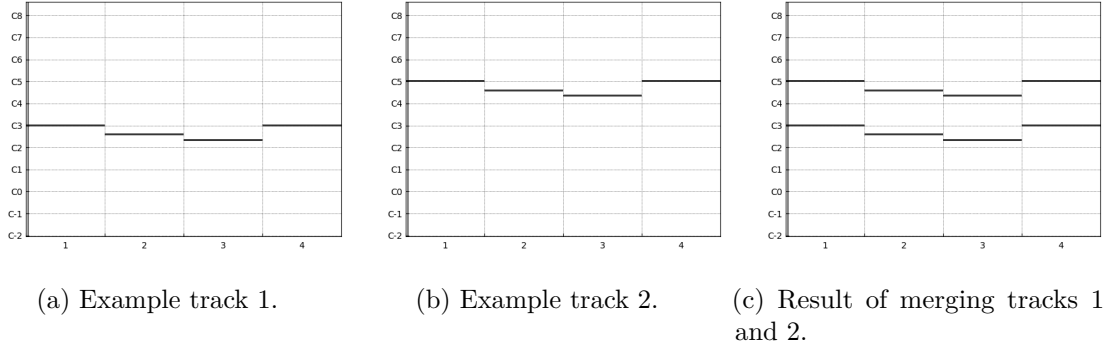 C8
C7
C6
C5
C4
C3
C2
C1
C0
C-1
C-2
1 2 3 4
(a) Example track 1.
C8
C7
C6
C5
C4
C3
C2
C1
C0
C-1
C-2
1 2 3 4
(b) Example track 2.
C8
C7
C6
C5
C4
C3
C2
C1
C0
C-1
C-2
1 2 3 4
(c) Result of merging tracks 1
and 2.